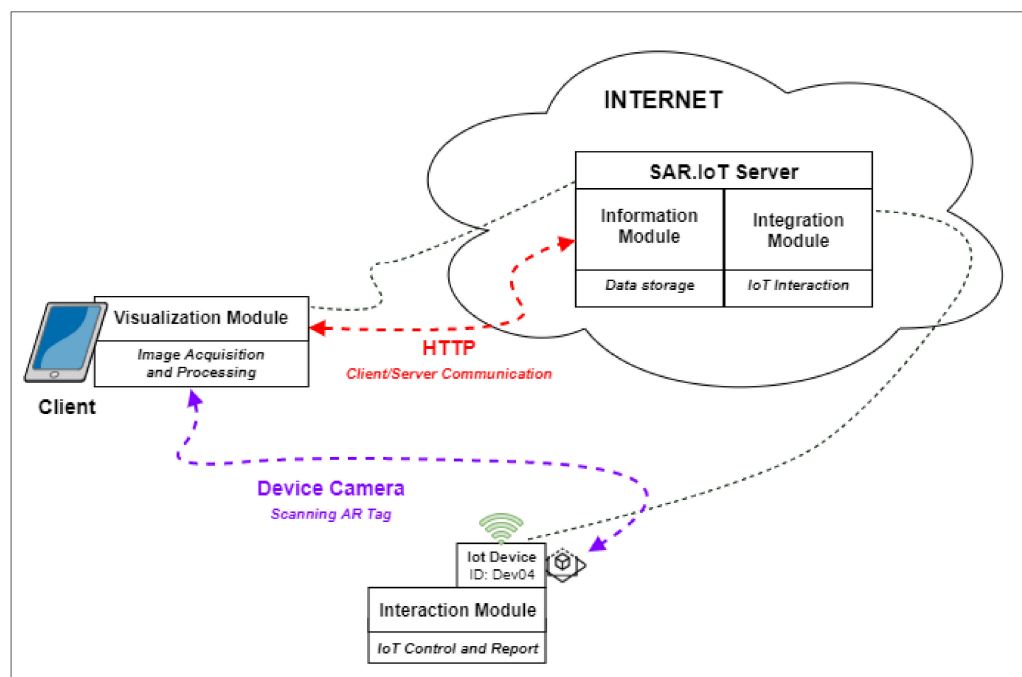 INTERNET
SAR.IoT Server
Information
Module
Integration
Module
Data storage
IoT Interaction
Visualization Module
Image Acquisition
and Processing
Client
HTTP
Client/Server Communication
Device Camera
Scanning AR Tag
Iot Device
ID: Dev04
Interaction Module
IoT Control and Report